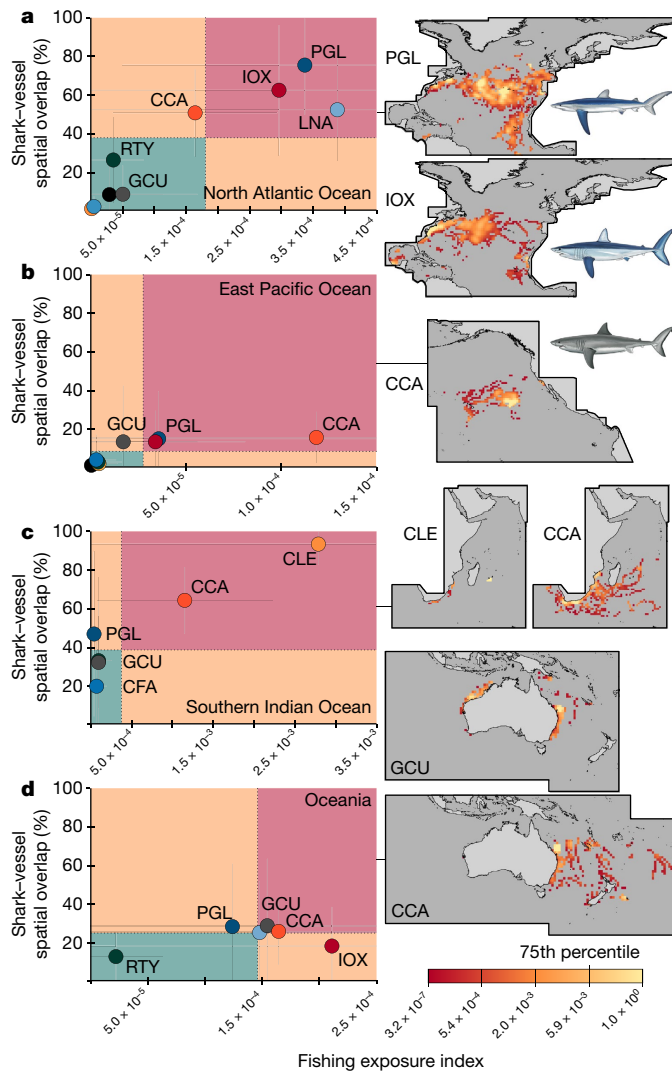 a
Shark–vessel
spatial overlap (%)
100
80
60
40
20
PGL
IOX
CCA
LNA
RTY
GCU
North Atlantic Ocean
5.0 × 10⁻⁵
1.5 × 10⁻⁴
2.5 × 10⁻⁴
3.5 × 10⁻⁴
4.5 × 10⁻⁴
PGL
IOX
b
Shark–vessel
spatial overlap (%)
100
80
60
40
20
East Pacific Ocean
GCU
PGL
CCA
5.0 × 10⁻⁵
1.0 × 10⁻⁴
1.5 × 10⁻⁴
CCA
c
Shark–vessel
spatial overlap (%)
100
80
60
40
20
CLE
CCA
PGL
GCU
CFA
Southern Indian Ocean
5.0 × 10⁻⁴
1.5 × 10⁻³
2.5 × 10⁻³
3.5 × 10⁻³
CLE
CCA
GCU
d
Shark–vessel
spatial overlap (%)
100
80
60
40
20
Oceania
PGL
GCU
CCA
RTY
IOX
5.0 × 10⁻⁵
1.5 × 10⁻⁴
2.5 × 10⁻⁴
CCA
75th percentile
3.2 × 10⁻⁷
5.4 × 10⁻⁴
2.0 × 10⁻³
5.9 × 10⁻³
1.0 × 10⁰
Fishing exposure index